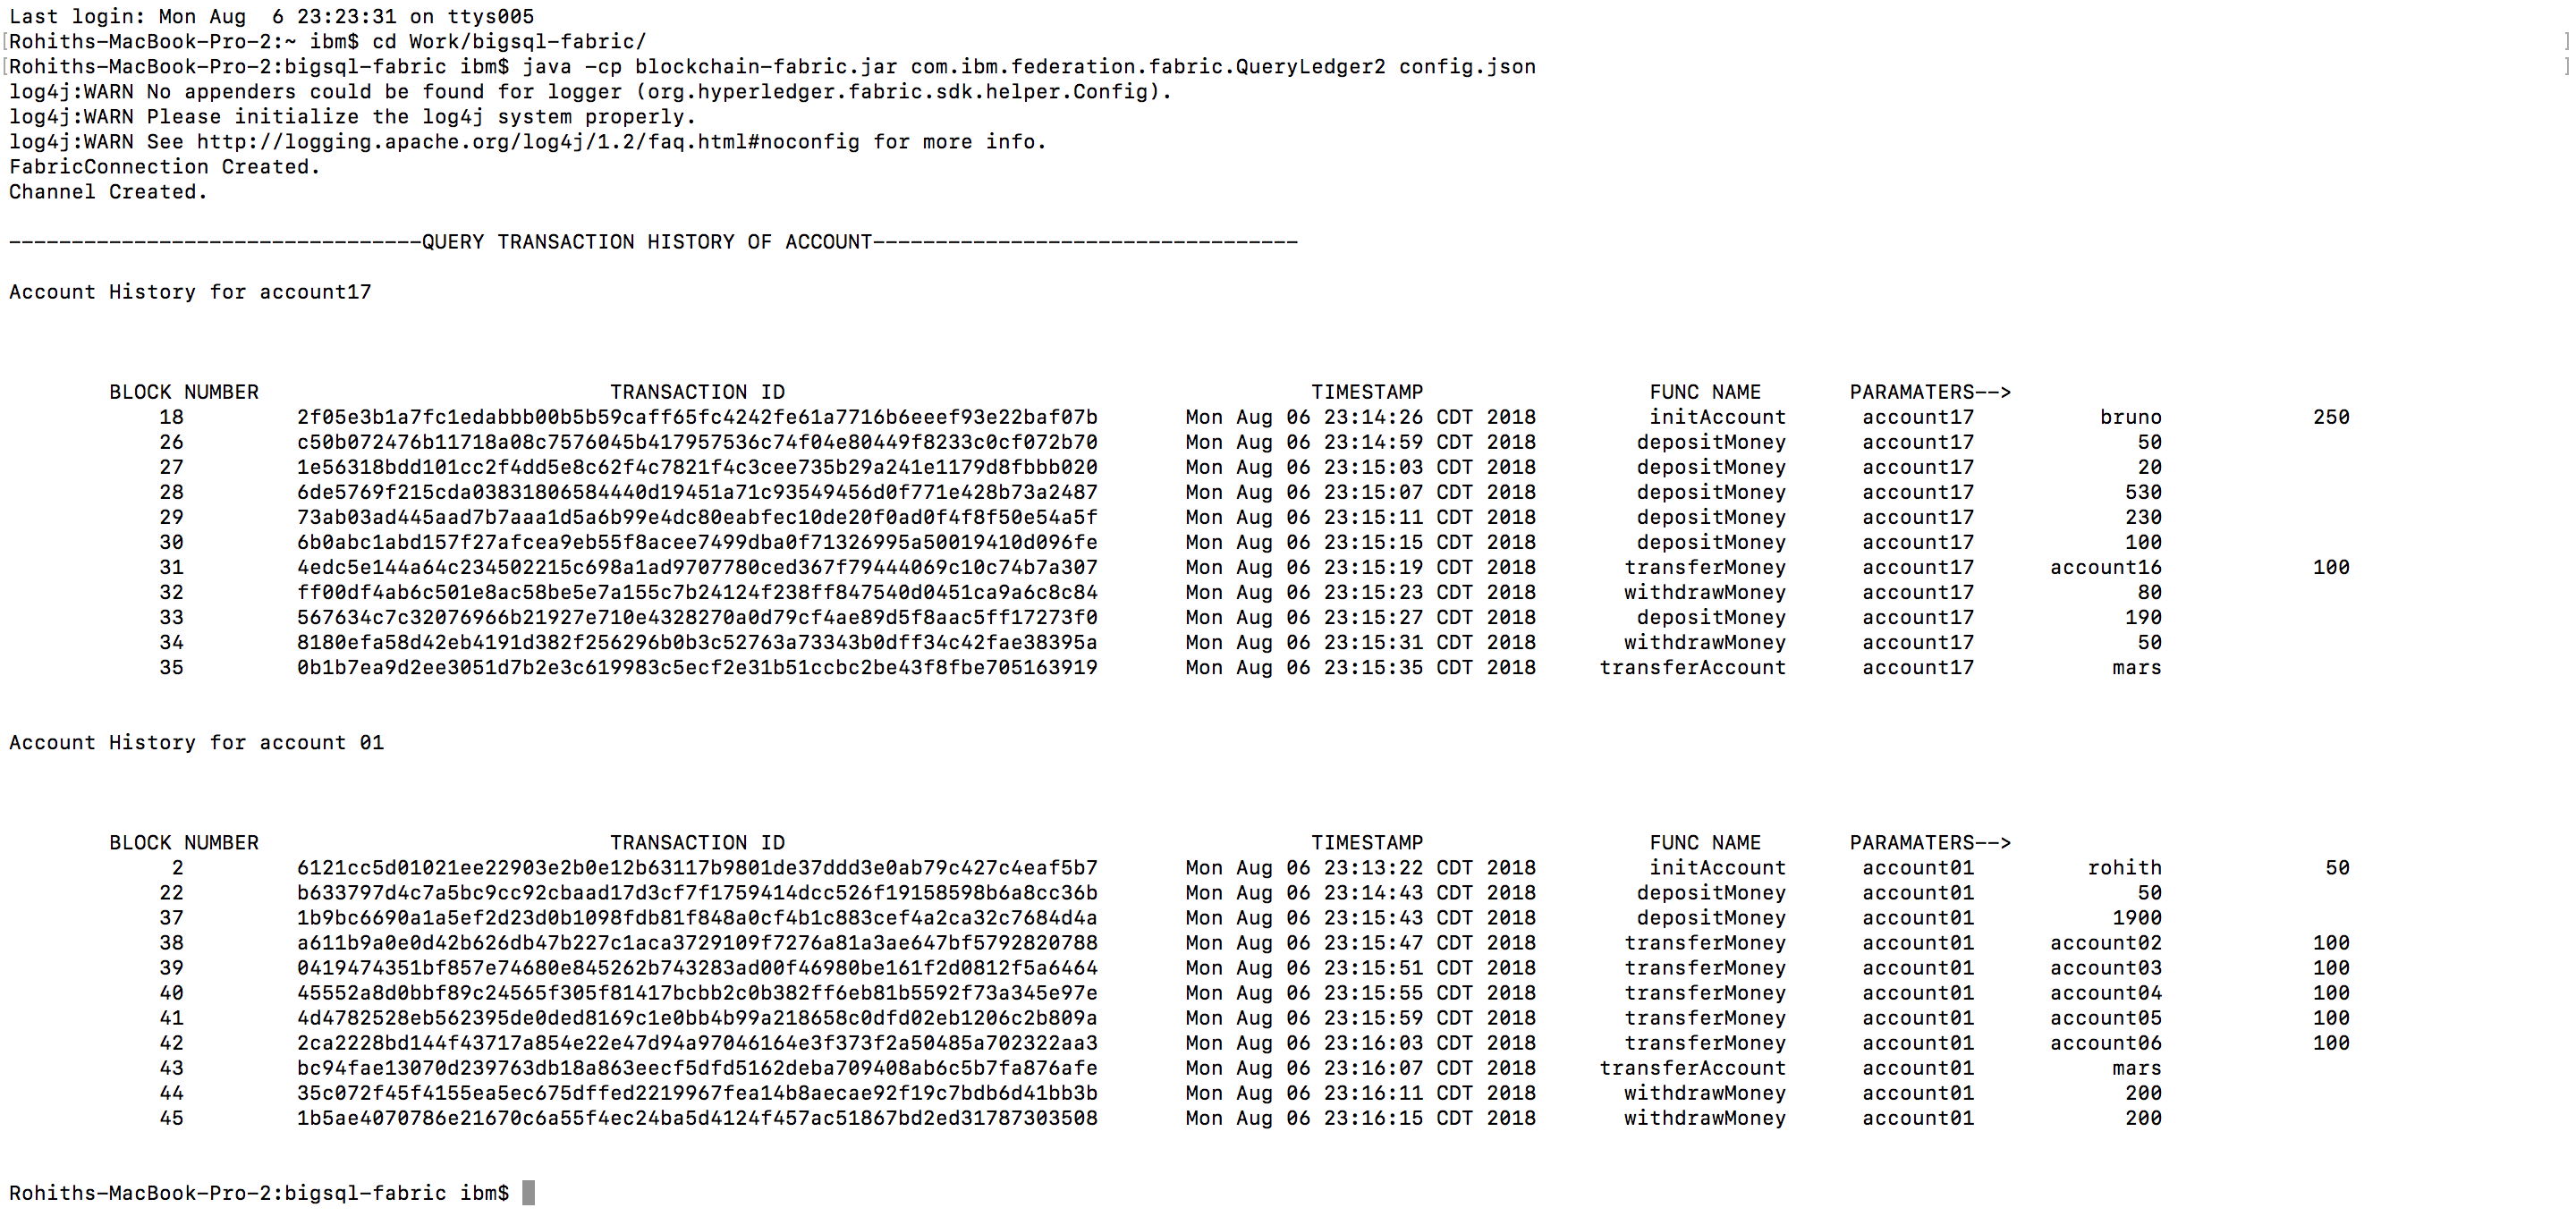 Last login: Mon Aug  6 23:23:31 on ttys005
[Rohiths-MacBook-Pro-2:~ ibm$ cd Work/bigsql-fabric/ ]
[Rohiths-MacBook-Pro-2:bigsql-fabric ibm$ java -cp blockchain-fabric.jar com.ibm.federation.fabric.QueryLedger2 config.json ]
log4j:WARN No appenders could be found for logger (org.hyperledger.fabric.sdk.helper.Config).
log4j:WARN Please initialize the log4j system properly.
log4j:WARN See http://logging.apache.org/log4j/1.2/faq.html#noconfig for more info.
FabricConnection Created.
Channel Created.
---------------------------------QUERY TRANSACTION HISTORY OF ACCOUNT----------------------------------
Account History for account17
BLOCK NUMBER TRANSACTION ID TIMESTAMP FUNC NAME PARAMATERS-->
18 2f05e3b1a7fc1edabbb00b5b59caff65fc4242fe61a7716b6eeef93e22baf07b Mon Aug 06 23:14:26 CDT 2018 initAccount account17 bruno 250
26 c50b072476b11718a08c7576045b417957536c74f04e80449f8233c0cf072b70 Mon Aug 06 23:14:59 CDT 2018 depositMoney account17 50
27 1e56318bdd101cc2f4dd5e8c62f4c7821f4c3cee735b29a241e1179d8fbbb020 Mon Aug 06 23:15:03 CDT 2018 depositMoney account17 20
28 6de5769f215cda03831806584440d19451a71c93549456d0f771e428b73a2487 Mon Aug 06 23:15:07 CDT 2018 depositMoney account17 530
29 73ab03ad445aad7b7aaa1d5a6b99e4dc80eabfec10de20f0ad0f4f8f50e54a5f Mon Aug 06 23:15:11 CDT 2018 depositMoney account17 230
30 6b0abc1abd157f27afcea9eb55f8acee7499dba0f71326995a50019410d096fe Mon Aug 06 23:15:15 CDT 2018 depositMoney account17 100
31 4edc5e144a64c234502215c698a1ad9707780ced367f79444069c10c74b7a307 Mon Aug 06 23:15:19 CDT 2018 transferMoney account17 account16 100
32 ff00df4ab6c501e8ac58be5e7a155c7b24124f238ff847540d0451ca9a6c8c84 Mon Aug 06 23:15:23 CDT 2018 withdrawMoney account17 80
33 567634c7c32076966b21927e710e4328270a0d79cf4ae89d5f8aac5ff17273f0 Mon Aug 06 23:15:27 CDT 2018 depositMoney account17 190
34 8180efa58d42eb4191d382f256296b0b3c52763a73343b0dff34c42fae38395a Mon Aug 06 23:15:31 CDT 2018 withdrawMoney account17 50
35 0b1b7ea9d2ee3051d7b2e3c619983c5ecf2e31b51ccbc2be43f8fbe705163919 Mon Aug 06 23:15:35 CDT 2018 transferAccount account17 mars
Account History for account 01
BLOCK NUMBER TRANSACTION ID TIMESTAMP FUNC NAME PARAMATERS-->
2 6121cc5d01021ee22903e2b0e12b63117b9801de37ddd3e0ab79c427c4eaf5b7 Mon Aug 06 23:13:22 CDT 2018 initAccount account01 rohith 50
22 b633797d4c7a5bc9cc92cbaad17d3cf7f1759414dcc526f19158598b6a8cc36b Mon Aug 06 23:14:43 CDT 2018 depositMoney account01 50
37 1b9bc6690a1a5ef2d23d0b1098fdb81f848a0cf4b1c883cef4a2ca32c7684d4a Mon Aug 06 23:15:43 CDT 2018 depositMoney account01 1900
38 a611b9a0e0d42b626db47b227c1aca3729109f7276a81a3ae647bf5792820788 Mon Aug 06 23:15:47 CDT 2018 transferMoney account01 account02 100
39 0419474351bf857e74680e845262b743283ad00f46980be161f2d0812f5a6464 Mon Aug 06 23:15:51 CDT 2018 transferMoney account01 account03 100
40 45552a8d0bbf89c24565f305f81417bcbb2c0b382ff6eb81b5592f73a345e97e Mon Aug 06 23:15:55 CDT 2018 transferMoney account01 account04 100
41 4d4782528eb562395de0ded8169c1e0bb4b99a218658c0dfd02eb1206c2b809a Mon Aug 06 23:15:59 CDT 2018 transferMoney account01 account05 100
42 2ca2228bd144f43717a854e22e47d94a97046164e3f373f2a50485a702322aa3 Mon Aug 06 23:16:03 CDT 2018 transferMoney account01 account06 100
43 bc94fae13070d239763db18a863eecf5dfd5162deba709408ab6c5b7fa876afe Mon Aug 06 23:16:07 CDT 2018 transferAccount account01 mars
44 35c072f45f4155ea5ec675dffed2219967fea14b8aecae92f19c7bdb6d41bb3b Mon Aug 06 23:16:11 CDT 2018 withdrawMoney account01 200
45 1b5ae4070786e21670c6a55f4ec24ba5d4124f457ac51867bd2ed31787303508 Mon Aug 06 23:16:15 CDT 2018 withdrawMoney account01 200
Rohiths-MacBook-Pro-2:bigsql-fabric ibm$